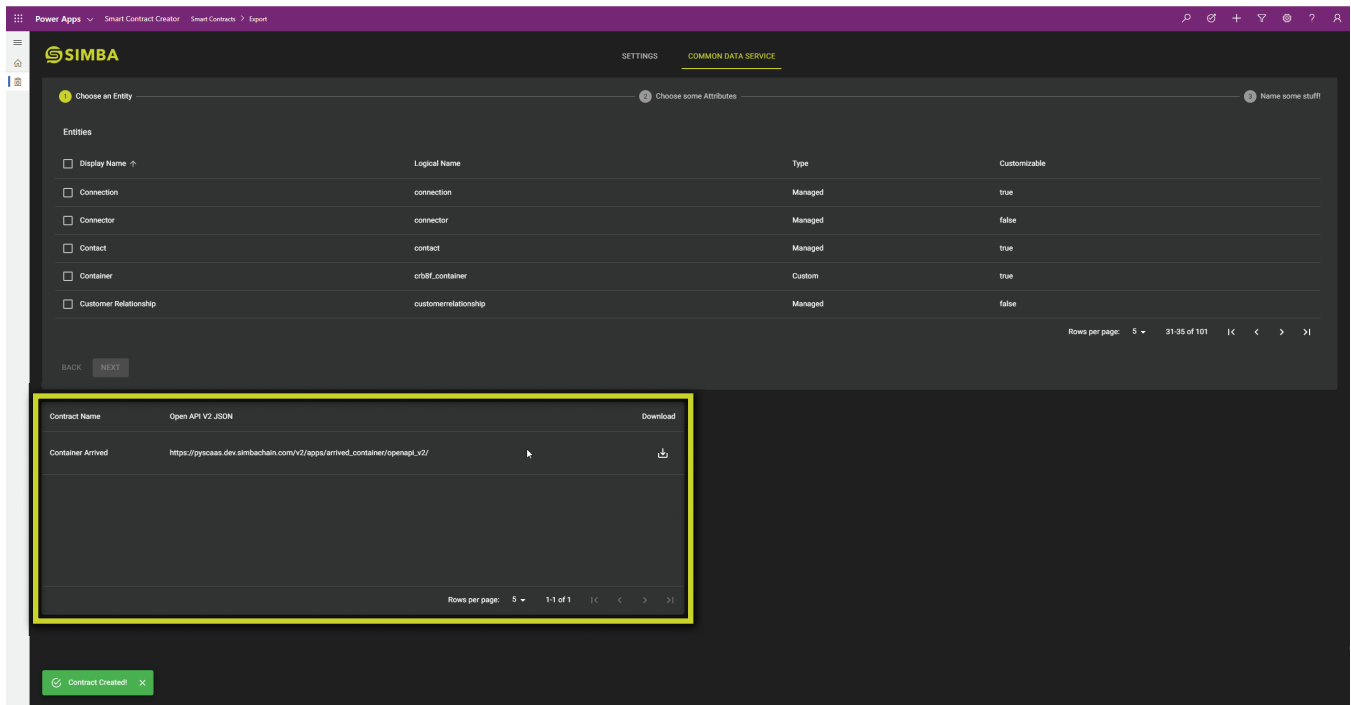 Power Apps Smart Contract Creator Smart Contracts > Export
SIMBA
SETTINGS COMMON DATA SERVICE
1 Choose an Entity 2 Choose some Attributes 3 Name some stuff!
Entities
Display Name ↑ Logical Name Type Customizable
Connection connection Managed true
Connector connector Managed false
Contact contact Managed true
Container crb8f_container Custom true
Customer Relationship customerrelationship Managed false
Rows per page: 5 31-35 of 101
BACK NEXT
Contract Name Open API V2 JSON Download
Container Arrived https://pyscaas.dev.simbachain.com/v2/apps/arrived_container/openapi_v2/
Rows per page: 5 1-1 of 1
Contract Created!